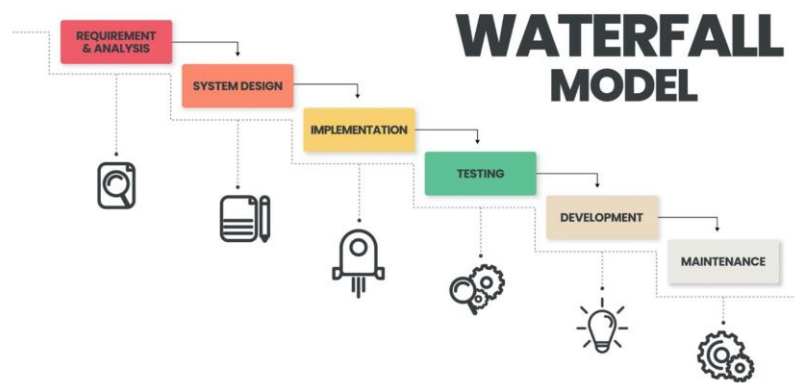 WATERFALL
MODEL
REQUIREMENT
& ANALYSIS
SYSTEM DESIGN
IMPLEMENTATION
TESTING
DEVELOPMENT
MAINTENANCE